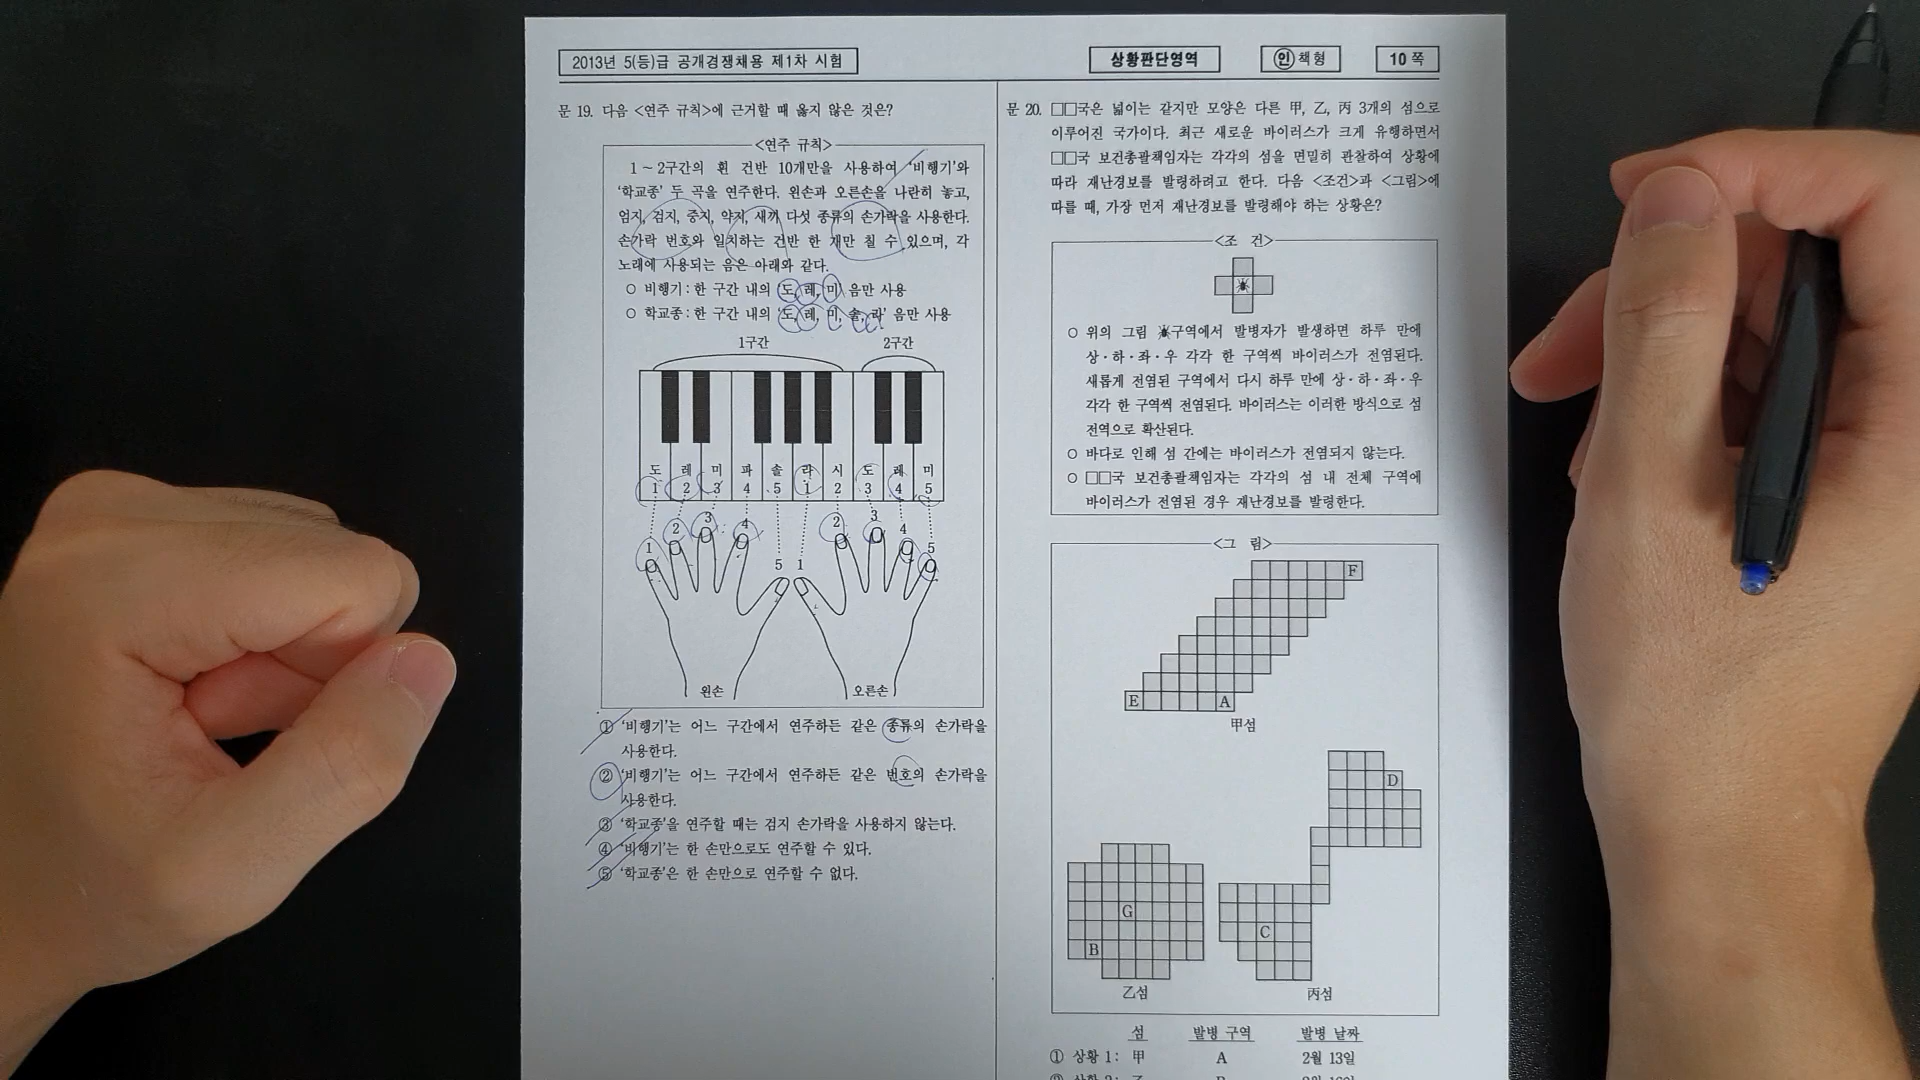 2013년 5(등)급 공개경쟁채용 제1차 시험
상황판단영역
인 책형
10 쪽
문 19. 다음 <연주 규칙>에 근거할 때 옳지 않은 것은?
<연주 규칙>
1 ~ 2구간의 흰 건반 10개만을 사용하여 '비행기'와
'학교종' 두 곡을 연주한다. 왼손과 오른손을 나란히 놓고,
엄지, 검지, 중지, 약지, 새끼 다섯 종류의 손가락을 사용한다.
손가락 번호와 일치하는 건반 한 개만 칠 수 있으며, 각
노래에 사용되는 음은 아래와 같다.
○ 비행기 : 한 구간 내의 '도, 레, 미' 음만 사용
○ 학교종 : 한 구간 내의 '도, 레, 미, 솔, 라' 음만 사용
1구간 2구간
도 레 미 파 솔 라 시 도 레 미
1 2 3 4 5 1 2 3 4 5
1 2 3 4 5 1 2 3 4 5
왼손 오른손
① '비행기'는 어느 구간에서 연주하든 같은 종류의 손가락을
사용한다.
② '비행기'는 어느 구간에서 연주하든 같은 번호의 손가락을
사용한다.
③ '학교종'을 연주할 때는 검지 손가락을 사용하지 않는다.
④ '비행기'는 한 손만으로도 연주할 수 있다.
⑤ '학교종'은 한 손만으로 연주할 수 없다.
문 20. □□국은 넓이는 같지만 모양은 다른 甲, 乙, 丙 3개의 섬으로
이루어진 국가이다. 최근 새로운 바이러스가 크게 유행하면서
□□국 보건총괄책임자는 각각의 섬을 면밀히 관찰하여 상황에
따라 재난경보를 발령하려고 한다. 다음 <조건>과 <그림>에
따를 때, 가장 먼저 재난경보를 발령해야 하는 상황은?
<조 건>
○ 위의 그림 구역에서 발병자가 발생하면 하루 만에
상·하·좌·우 각각 한 구역씩 바이러스가 전염된다.
새롭게 전염된 구역에서 다시 하루 만에 상·하·좌·우
각각 한 구역씩 전염된다. 바이러스는 이러한 방식으로 섬
전역으로 확산된다.
○ 바다로 인해 섬 간에는 바이러스가 전염되지 않는다.
○ □□국 보건총괄책임자는 각각의 섬 내 전체 구역에
바이러스가 전염된 경우 재난경보를 발령한다.
<그 림>
F
E A
甲섬
D
G
C
B
乙섬 丙섬
섬 발병 구역 발병 날짜
① 상황 1 : 甲 A 2월 13일